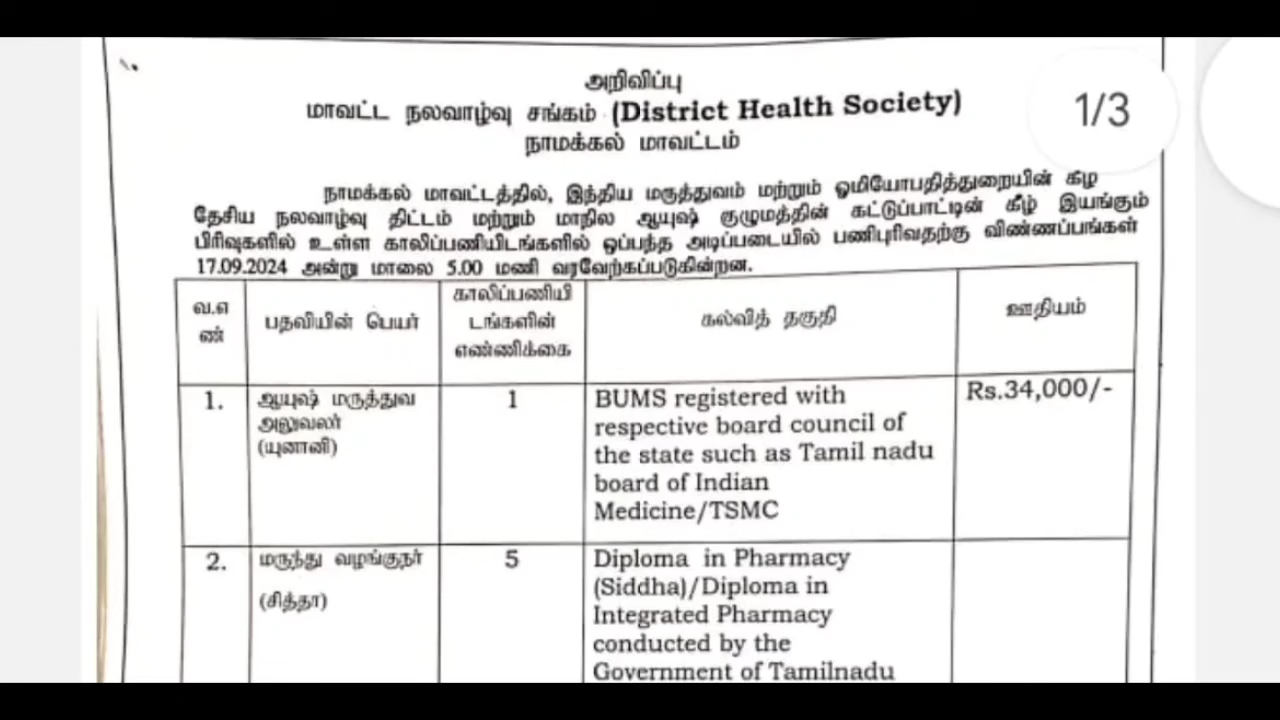 அறிவிப்பு
மாவட்ட நலவாழ்வு சங்கம் (District Health Society)
நாமக்கல் மாவட்டம்
1/3
நாமக்கல் மாவட்டத்தில், இந்திய மருத்துவம் மற்றும் ஓமியோபதித்துறையின் கீழ்
தேசிய நலவாழ்வு திட்டம் மற்றும் மாநில ஆயுஷ் குழுமத்தின் கட்டுப்பாட்டின் கீழ் இயங்கும்
பிரிவுகளில் உள்ள காலிப்பணியிடங்களில் ஒப்பந்த அடிப்படையில் பணிபுரிவதற்கு விண்ணப்பங்கள்
17.09.2024 அன்று மாலை 5.00 மணி வரவேற்கப்படுகின்றன.
வ.எ
ண்
பதவியின் பெயர்
காலிப்பணியி
டங்களின்
எண்ணிக்கை
கல்வித் தகுதி
ஊதியம்
1.
ஆயுஷ் மருத்துவ
அலுவலர்
(யுனானி)
1
BUMS registered with
respective board council of
the state such as Tamil nadu
board of Indian
Medicine/TSMC
Rs.34,000/-
2.
மருந்து வழங்குநர்
(சித்தா)
5
Diploma in Pharmacy
(Siddha)/Diploma in
Integrated Pharmacy
conducted by the
Government of Tamilnadu